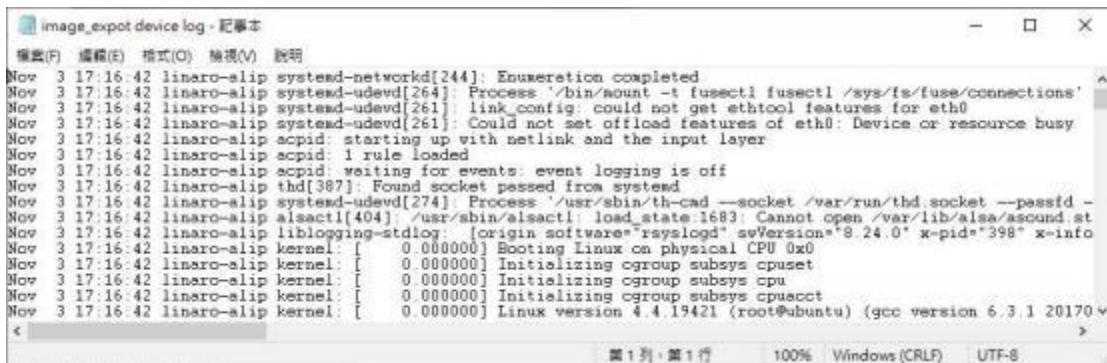 image_expot device log - 記事本
檔案(F) 編輯(E) 格式(O) 檢視(V) 說明
Nov  3 17:16:42 linaro-alip systemd-networkd[244]: Enumeration completed
Nov  3 17:16:42 linaro-alip systemd-udevd[264]: Process '/bin/mount -t fusectl fusectl /sys/fs/fuse/connections'
Nov  3 17:16:42 linaro-alip systemd-udevd[261]: link_config: could not get ethtool features for eth0
Nov  3 17:16:42 linaro-alip systemd-udevd[261]: Could not set offload features of eth0: Device or resource busy
Nov  3 17:16:42 linaro-alip acpid: starting up with netlink and the input layer
Nov  3 17:16:42 linaro-alip acpid: 1 rule loaded
Nov  3 17:16:42 linaro-alip acpid: waiting for events: event logging is off
Nov  3 17:16:42 linaro-alip thd[387]: Found socket passed from systemd
Nov  3 17:16:42 linaro-alip systemd-udevd[274]: Process '/usr/sbin/th-cmd --socket /var/run/thd.socket --passfd -
Nov  3 17:16:42 linaro-alip alsactl[404]: /usr/sbin/alsactl: load_state:1683: Cannot open /var/lib/alsa/asound.st
Nov  3 17:16:42 linaro-alip liblogging-stdlog:  [origin software="rsyslogd" swVersion="8.24.0" x-pid="398" x-info
Nov  3 17:16:42 linaro-alip kernel: [    0.000000] Booting Linux on physical CPU 0x0
Nov  3 17:16:42 linaro-alip kernel: [    0.000000] Initializing cgroup subsys cpuset
Nov  3 17:16:42 linaro-alip kernel: [    0.000000] Initializing cgroup subsys cpu
Nov  3 17:16:42 linaro-alip kernel: [    0.000000] Initializing cgroup subsys cpuacct
Nov  3 17:16:42 linaro-alip kernel: [    0.000000] Linux version 4.4.19421 (root@ubuntu) (gcc version 6.3.1 20170
第 1 列，第 1 行 100% Windows (CRLF) UTF-8